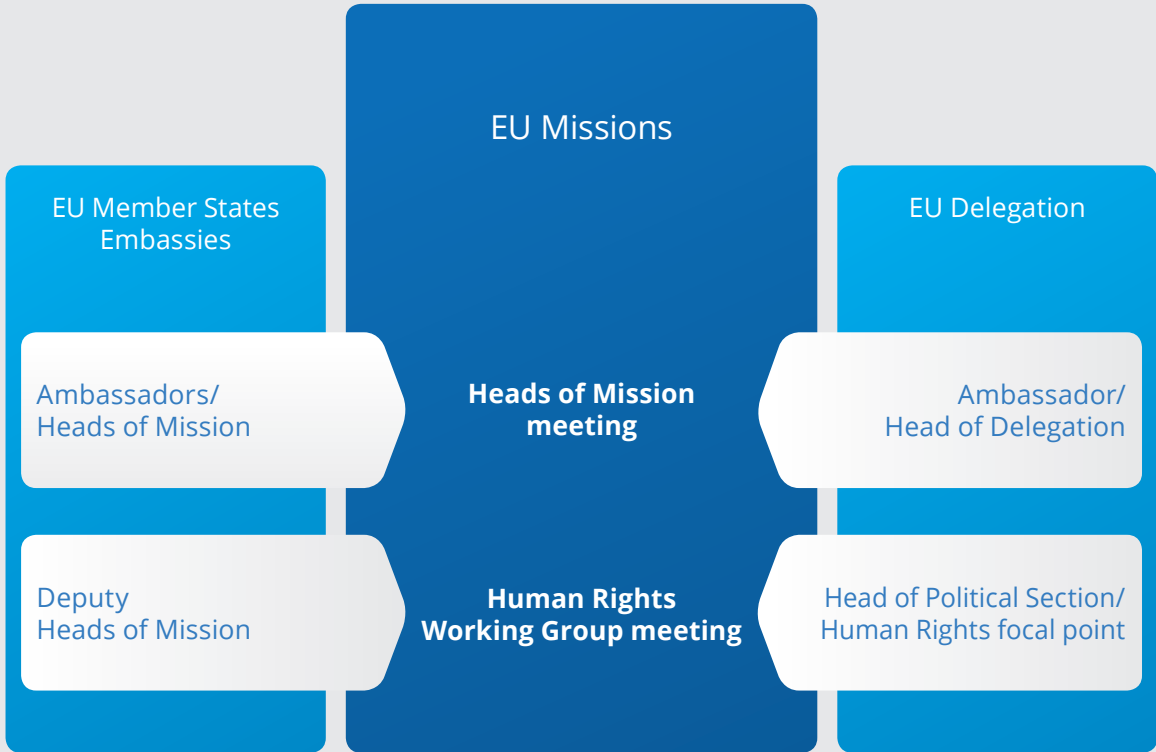 EU Missions
EU Member States
Embassies
EU Delegation
Ambassadors/
Heads of Mission
Heads of Mission
meeting
Ambassador/
Head of Delegation
Deputy
Heads of Mission
Human Rights
Working Group meeting
Head of Political Section/
Human Rights focal point